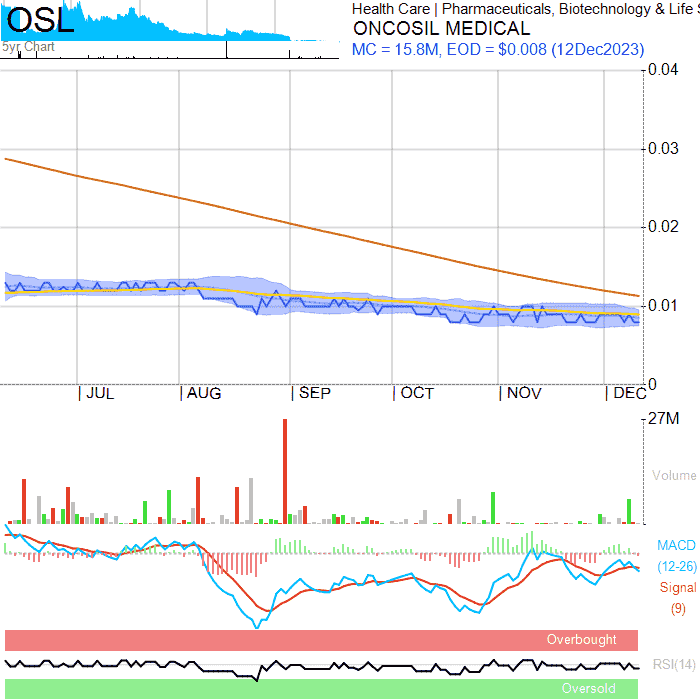 OSL
5yr Chart
Health Care | Pharmaceuticals, Biotechnology & Life S
ONCOSIL MEDICAL
MC = 15.8M, EOD = $0.008 (12Dec2023)
0.04
0.03
0.02
0.01
0
JUL AUG SEP OCT NOV DEC
27M
Volume
MACD
(12-26)
Signal
(9)
Overbought
RSI(14)
Oversold